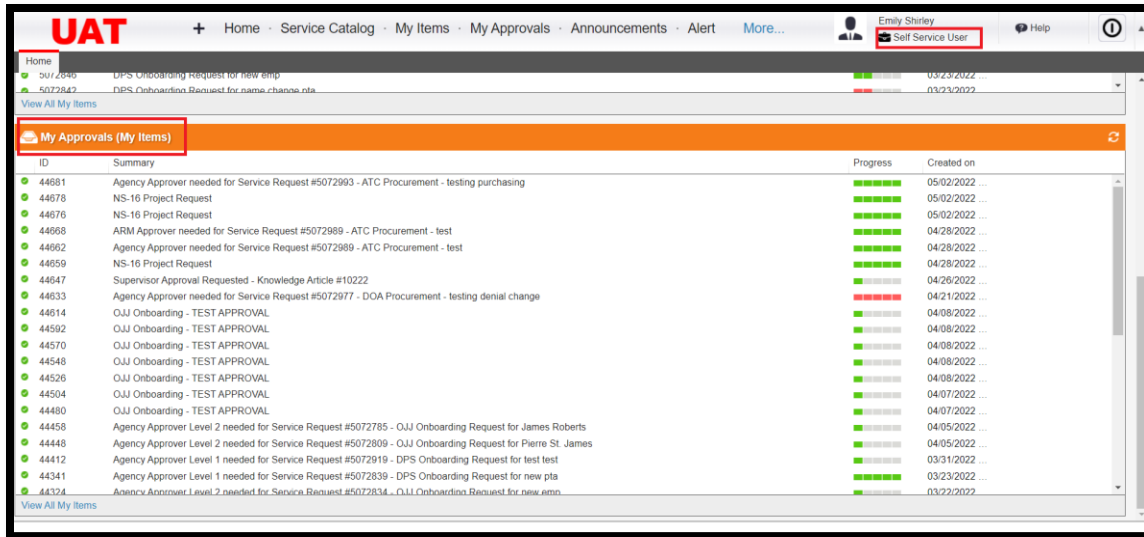 UAT + Home · Service Catalog · My Items · My Approvals · Announcements · Alert More... Emily Shirley Help
Self Service User
Home
5072846 DPS Onboarding Request for new emp 03/23/2022 ...
5072842 DPS Onboarding Request for name change pta 03/23/2022
View All My Items
My Approvals (My Items)
ID Summary Progress Created on
44681 Agency Approver needed for Service Request #5072993 - ATC Procurement - testing purchasing 05/02/2022 ...
44678 NS-16 Project Request 05/02/2022 ...
44676 NS-16 Project Request 05/02/2022 ...
44668 ARM Approver needed for Service Request #5072989 - ATC Procurement - test 04/28/2022 ...
44662 Agency Approver needed for Service Request #5072989 - ATC Procurement - test 04/28/2022 ...
44659 NS-16 Project Request 04/28/2022 ...
44647 Supervisor Approval Requested - Knowledge Article #10222 04/26/2022 ...
44633 Agency Approver needed for Service Request #5072977 - DOA Procurement - testing denial change 04/21/2022 ...
44614 OJJ Onboarding - TEST APPROVAL 04/08/2022 ...
44592 OJJ Onboarding - TEST APPROVAL 04/08/2022 ...
44570 OJJ Onboarding - TEST APPROVAL 04/08/2022 ...
44548 OJJ Onboarding - TEST APPROVAL 04/08/2022 ...
44526 OJJ Onboarding - TEST APPROVAL 04/08/2022 ...
44504 OJJ Onboarding - TEST APPROVAL 04/07/2022 ...
44480 OJJ Onboarding - TEST APPROVAL 04/07/2022 ...
44458 Agency Approver Level 2 needed for Service Request #5072785 - OJJ Onboarding Request for James Roberts 04/05/2022 ...
44448 Agency Approver Level 2 needed for Service Request #5072809 - OJJ Onboarding Request for Pierre St. James 04/05/2022 ...
44412 Agency Approver Level 1 needed for Service Request #5072919 - DPS Onboarding Request for test test 03/31/2022 ...
44341 Agency Approver Level 1 needed for Service Request #5072839 - DPS Onboarding Request for new pta 03/23/2022 ...
44324 Agency Approver Level 2 needed for Service Request #5072834 - OJJ Onboarding Request for new emp 03/22/2022
View All My Items